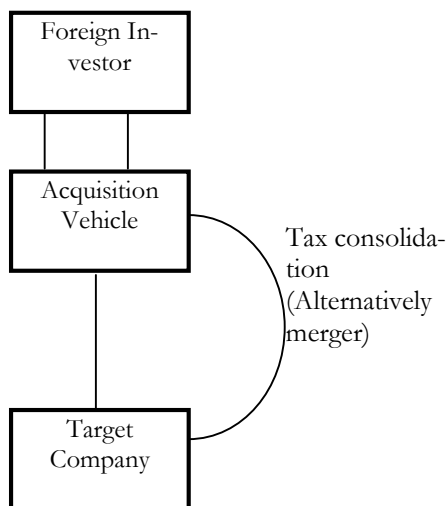 Foreign In-
vestor
Acquisition
Vehicle
Tax consolida-
tion
(Alternatively
merger)
Target
Company